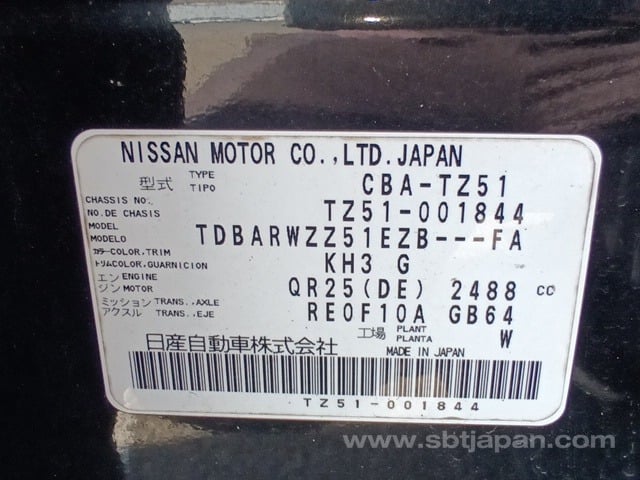 NISSAN MOTOR CO.,LTD.JAPAN
型式 TYPE TIPO CBA-TZ51
CHASSIS NO. NO.DE CHASIS TZ51-001844
MODEL MODELO TDBARWZZ51EZB---FA
カラー COLOR,TRIM トリム COLOR,GUARNICION KH3 G
エンジン ENGINE MOTOR QR25(DE) 2488 CC
ミッション TRANS.,AXLE アクスル TRANS.,EJE RE0F10A GB64
工場 PLANT PLANTA W
日産自動車株式会社 MADE IN JAPAN
TZ51-001844
www.sbtjapan.com